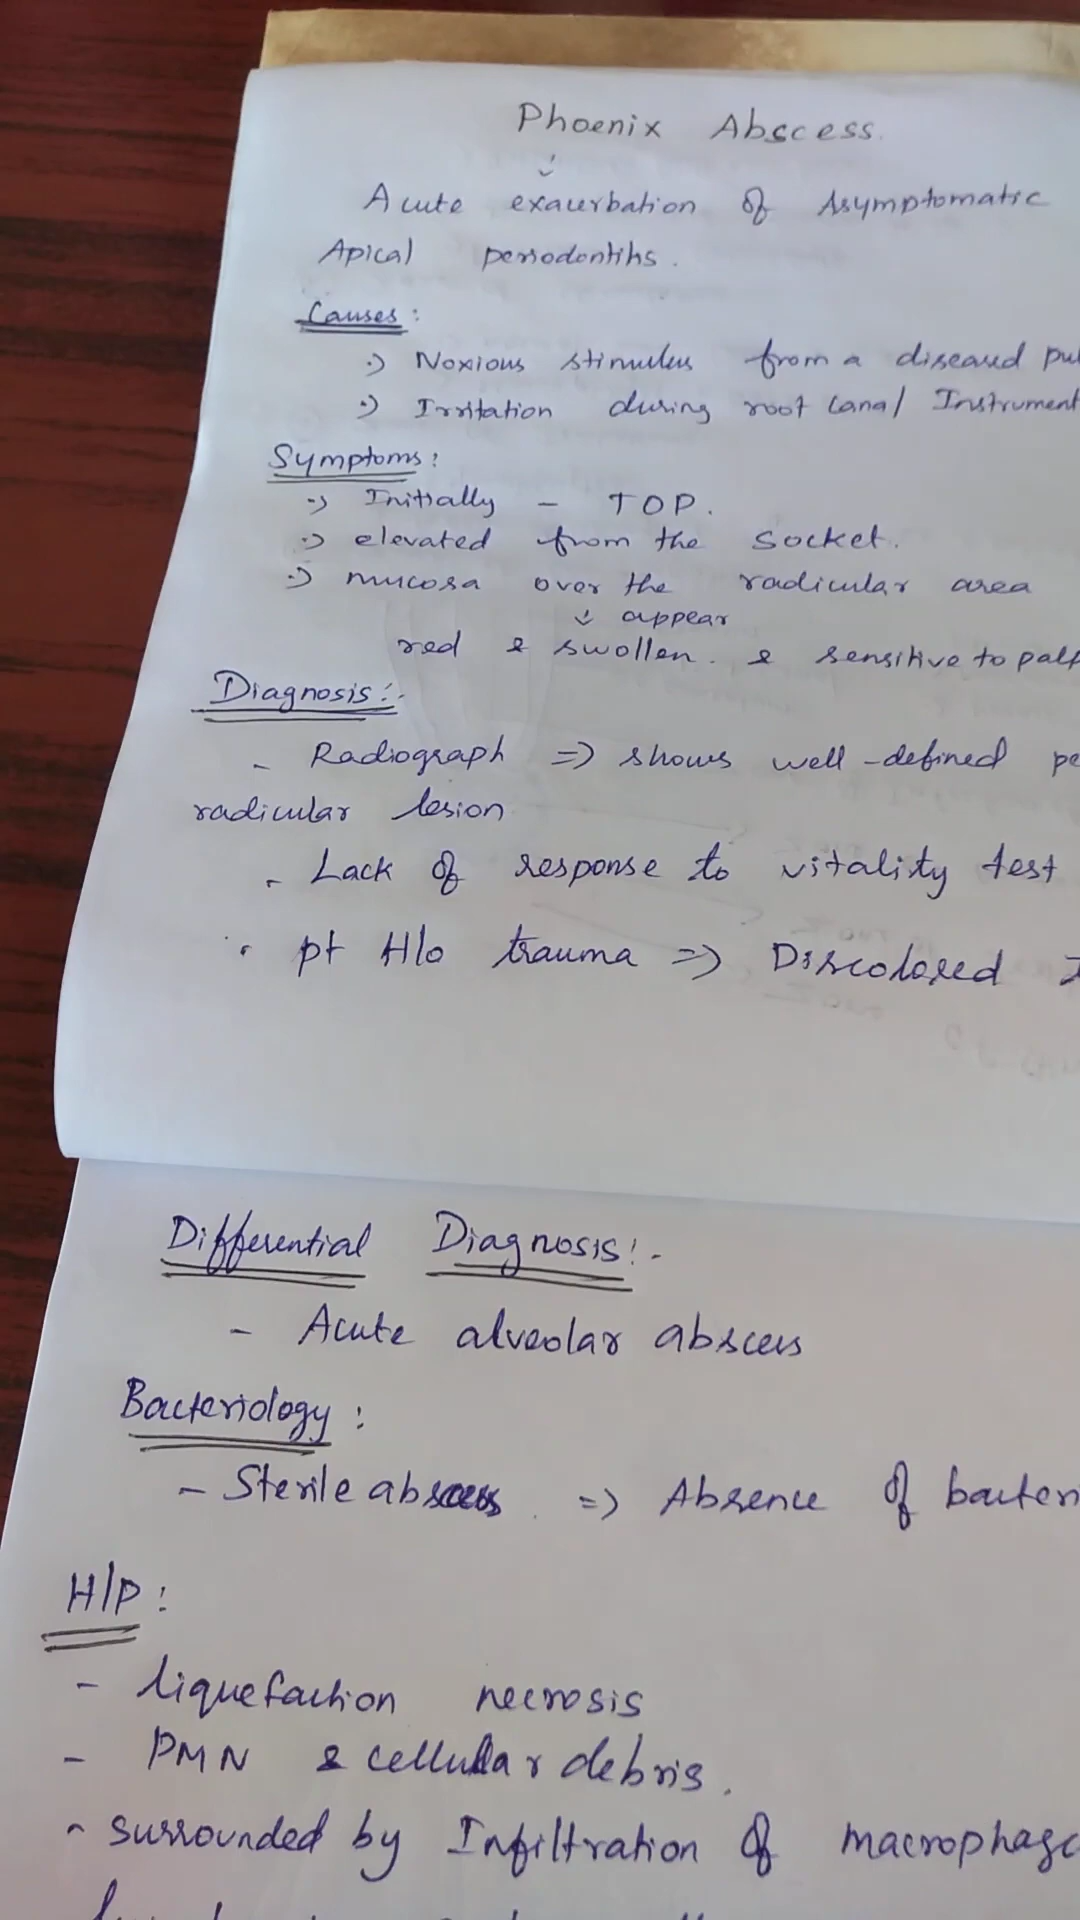 Phoenix Abscess.
Acute exacerbation of Asymptomatic
Apical periodontitis.
Causes:
Noxious stimulus from a diseased pul
Irritation during root canal Instrument
Symptoms:
Initially - TOP.
elevated from the socket.
mucosa over the radicular area
↓ appear
red & swollen. & sensitive to palp
Diagnosis:-
- Radiograph => shows well-defined pe
radicular lesion
- Lack of response to vitality test
pt H/o trauma => Discolored
Differential Diagnosis:-
- Acute alveolar abscess
Bacteriology:
- Sterile abscess => Absence of bacteri
H/P:
- liquefaction necrosis
- PMN & cellular debris.
- surrounded by Infiltration of macrophage